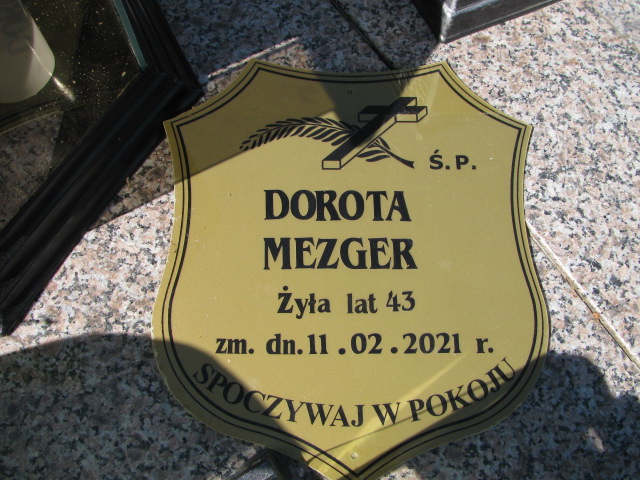 Ś.P.
DOROTA
MEZGER
Żyła lat 43
zm. dn. 11.02.2021 r.
SPOCZYWAJ W POKOJU